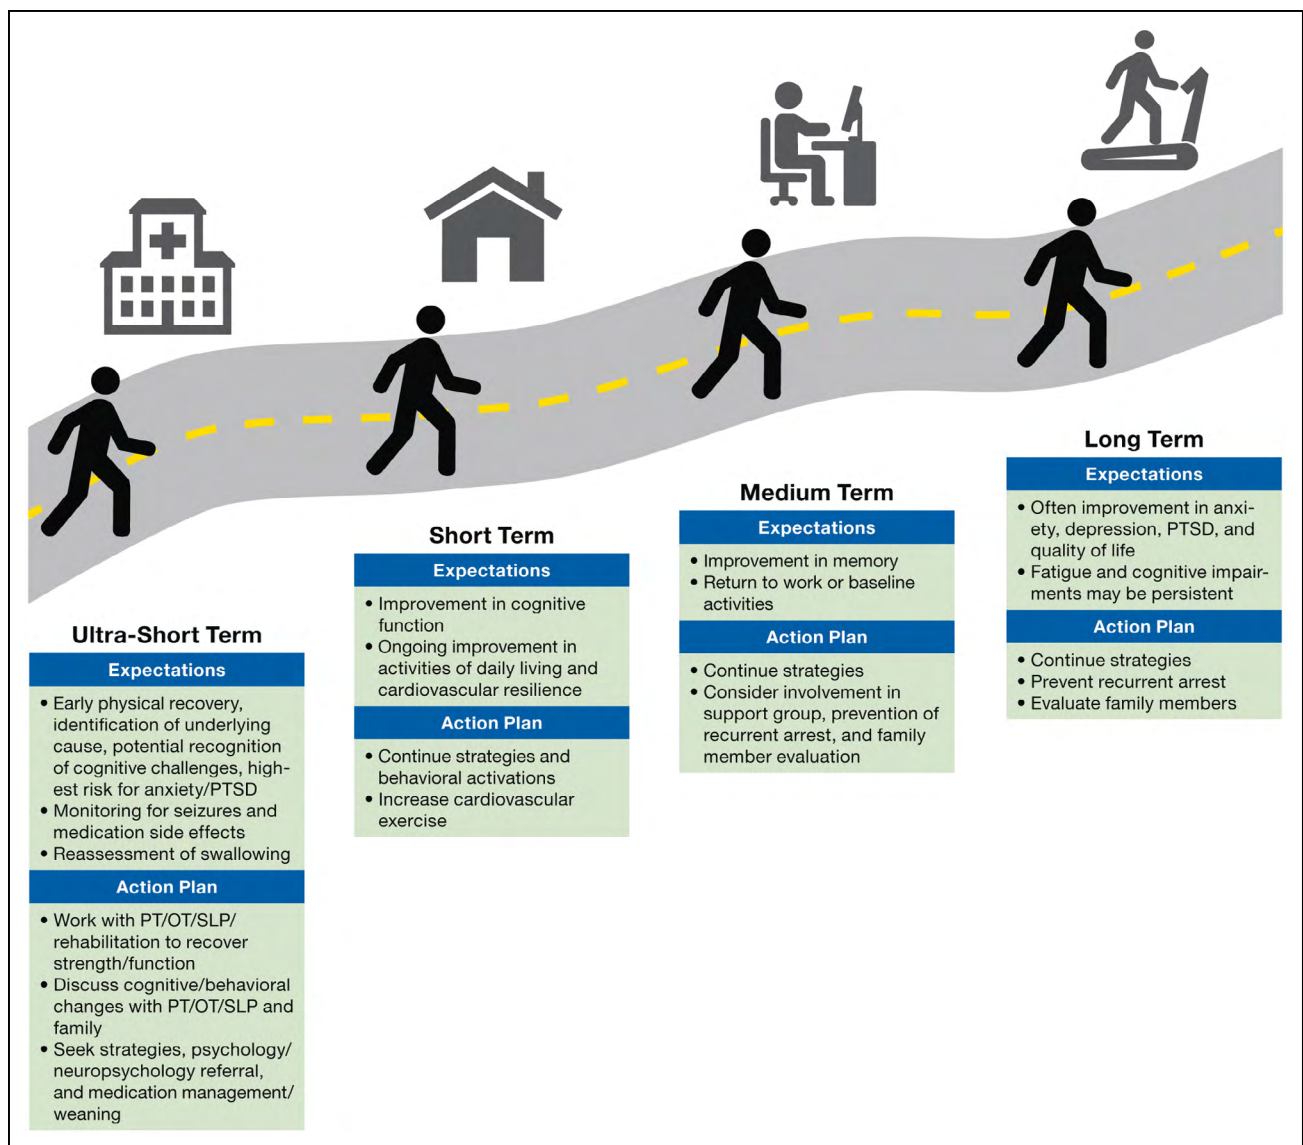 Ultra-Short Term
Expectations
• Early physical recovery,
identification of underlying
cause, potential recognition
of cognitive challenges, high-
est risk for anxiety/PTSD
• Monitoring for seizures and
medication side effects
• Reassessment of swallowing
Action Plan
• Work with PT/OT/SLP/
rehabilitation to recover
strength/function
• Discuss cognitive/behavioral
changes with PT/OT/SLP and
family
• Seek strategies, psychology/
neuropsychology referral,
and medication management/
weaning
Short Term
Expectations
• Improvement in cognitive
function
• Ongoing improvement in
activities of daily living and
cardiovascular resilience
Action Plan
• Continue strategies and
behavioral activations
• Increase cardiovascular
exercise
Medium Term
Expectations
• Improvement in memory
• Return to work or baseline
activities
Action Plan
• Continue strategies
• Consider involvement in
support group, prevention of
recurrent arrest, and family
member evaluation
Long Term
Expectations
• Often improvement in anxi-
ety, depression, PTSD, and
quality of life
• Fatigue and cognitive impair-
ments may be persistent
Action Plan
• Continue strategies
• Prevent recurrent arrest
• Evaluate family members